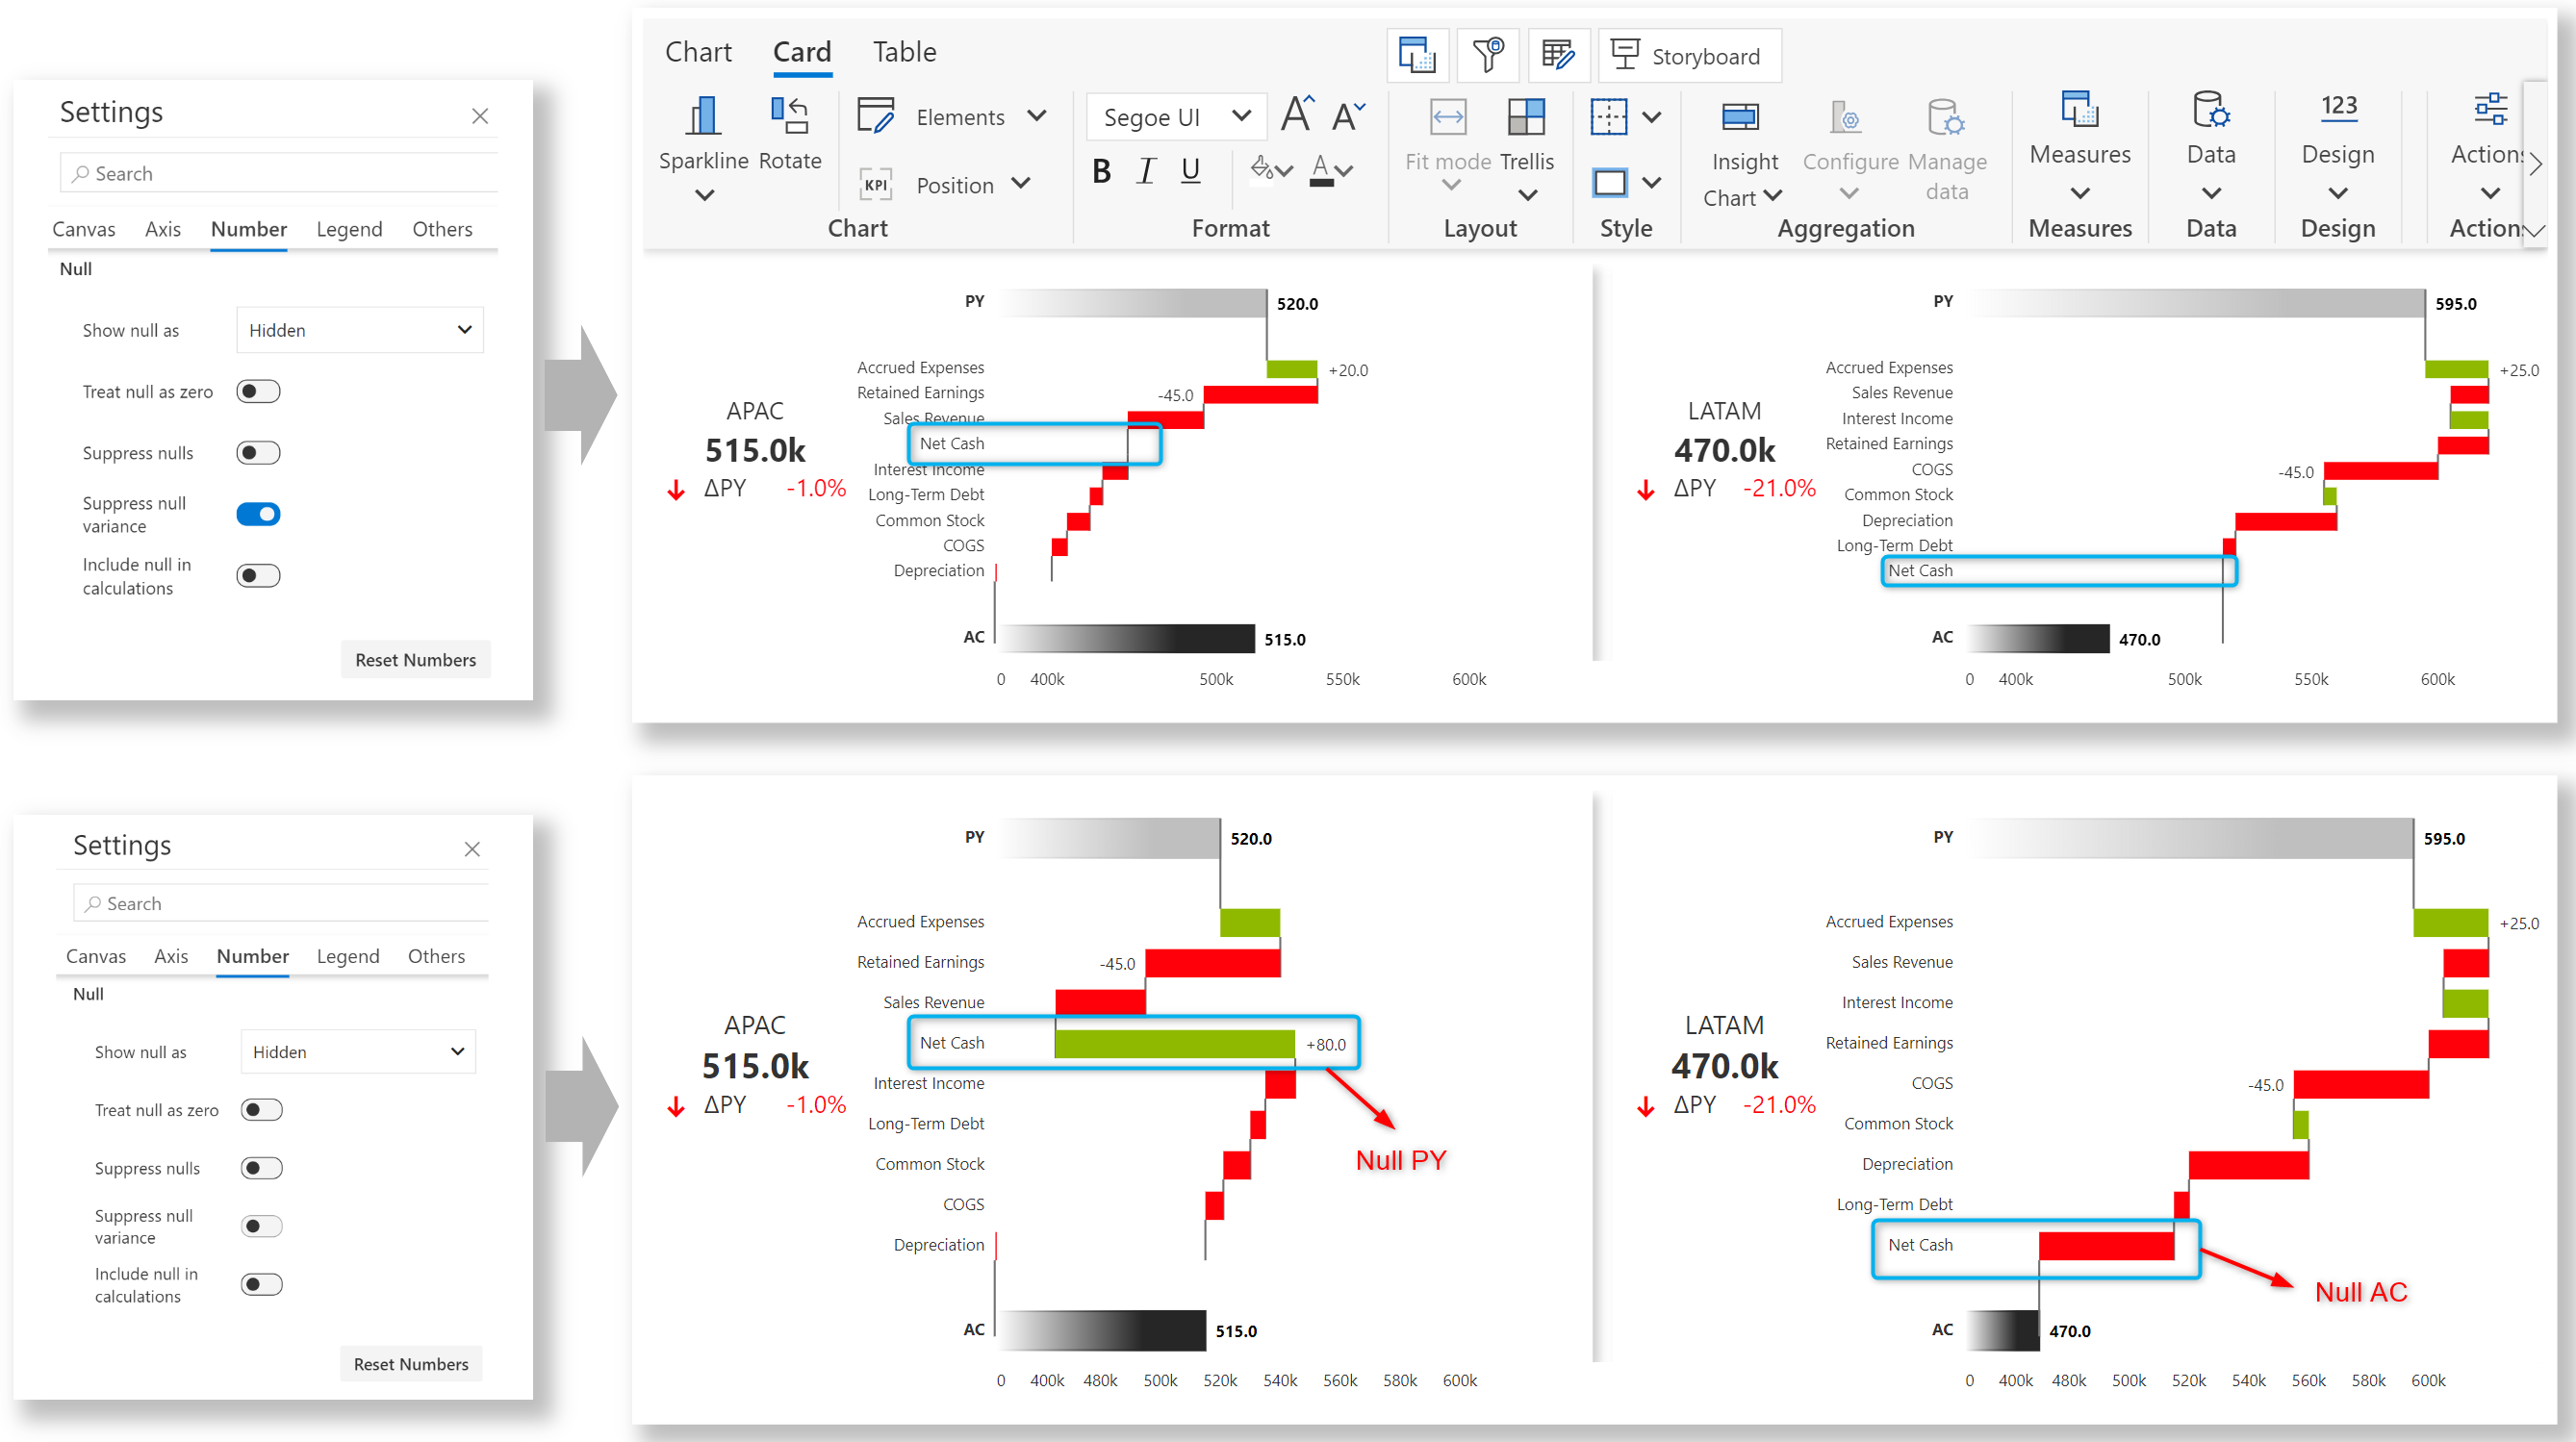 Settings
Search
Canvas Axis Number Legend Others
Null
Show null as Hidden
Treat null as zero
Suppress nulls
Suppress null
variance
Include null in
calculations
Reset Numbers
Chart Card Table
Storyboard
Sparkline Rotate
Elements
KPI Position
Chart
Segoe UI A A
B I U A
Format
Fit mode Trellis
Layout
Style
Insight
Chart
Configure Manage
data
Aggregation
Measures
Measures
Data
Data
123
Design
Design
Action
Action
APAC
515.0k
ΔPY -1.0%
PY 520.0
Accrued Expenses +20.0
Retained Earnings -45.0
Sales Revenue
Net Cash
Interest Income
Long-Term Debt
Common Stock
COGS
Depreciation
AC 515.0
0 400k 500k 550k 600k
LATAM
470.0k
ΔPY -21.0%
PY 595.0
Accrued Expenses +25.0
Sales Revenue
Interest Income
Retained Earnings
COGS -45.0
Common Stock
Depreciation
Long-Term Debt
Net Cash
AC 470.0
0 400k 500k 550k 600k
Settings
Search
Canvas Axis Number Legend Others
Null
Show null as Hidden
Treat null as zero
Suppress nulls
Suppress null
variance
Include null in
calculations
Reset Numbers
APAC
515.0k
ΔPY -1.0%
PY 520.0
Accrued Expenses
Retained Earnings -45.0
Sales Revenue
Net Cash +80.0
Interest Income
Long-Term Debt
Null PY
Common Stock
COGS
Depreciation
AC 515.0
0 400k 480k 500k 520k 540k 560k 580k 600k
LATAM
470.0k
ΔPY -21.0%
PY 595.0
Accrued Expenses +25.0
Sales Revenue
Interest Income
Retained Earnings
COGS -45.0
Common Stock
Depreciation
Long-Term Debt
Net Cash
Null AC
AC 470.0
0 400k 480k 500k 520k 540k 560k 580k 600k